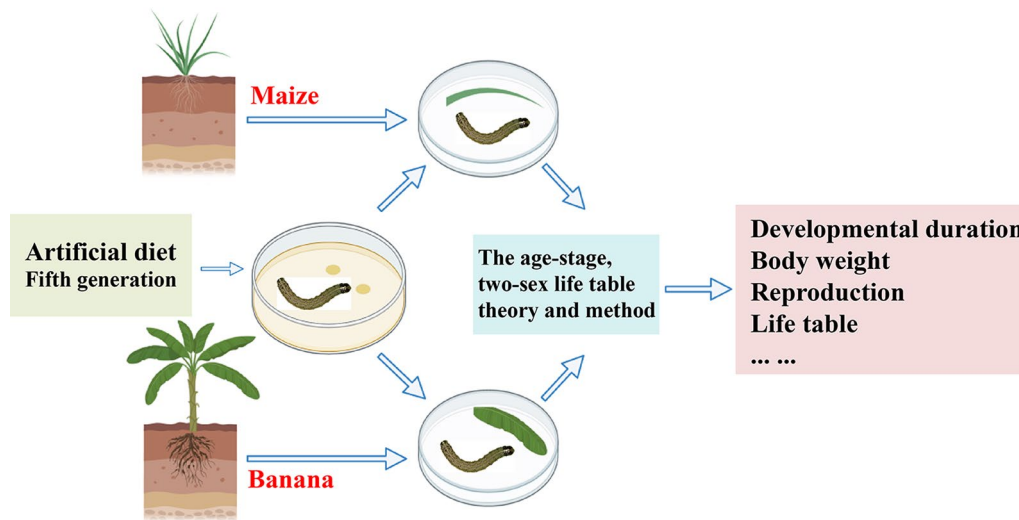 Maize
Artificial diet
Fifth generation
The age-stage,
two-sex life table
theory and method
Developmental duration
Body weight
Reproduction
Life table
... ...
Banana